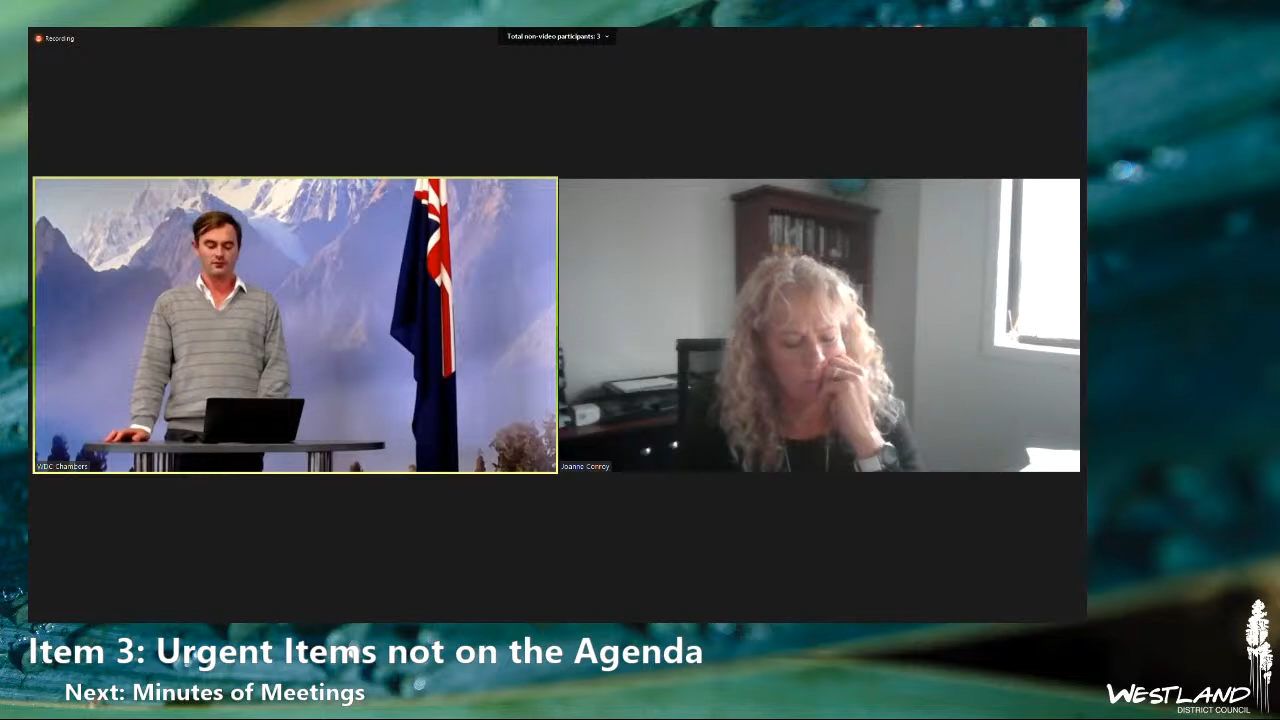 Recording
Total non-video participants: 3
WDC Chambers
Joanne Conroy
Item 3: Urgent Items not on the Agenda
Next: Minutes of Meetings
WESTLAND
DISTRICT COUNCIL